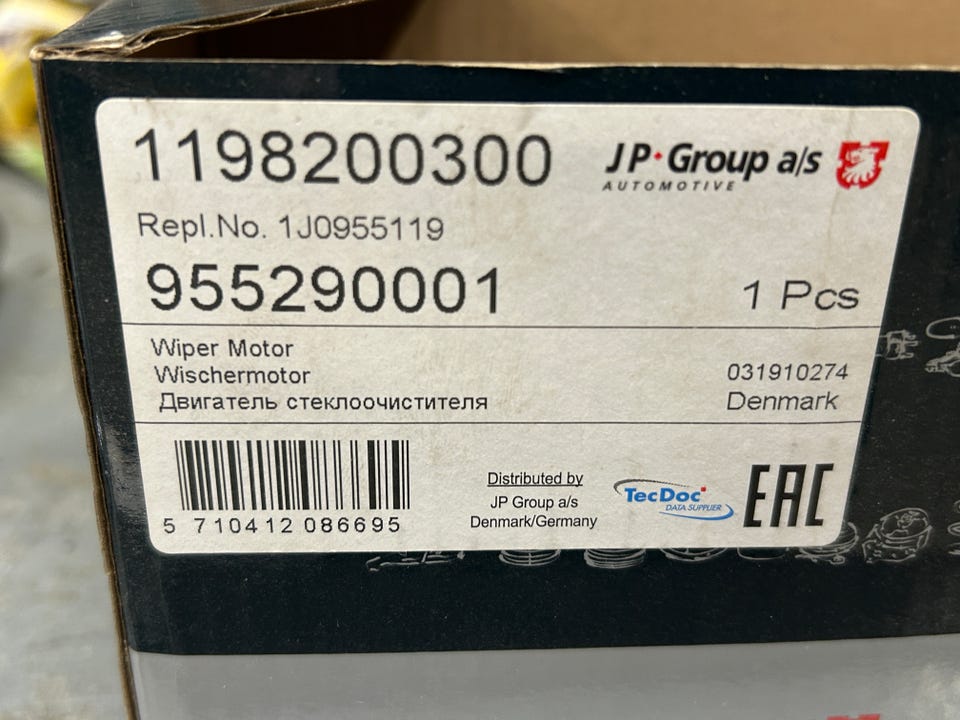 1198200300
JP Group a/s
AUTOMOTIVE
Repl.No. 1J0955119
955290001
1 Pcs
Wiper Motor
Wischermotor
031910274
Двигатель стеклоочистителя
Denmark
Distributed by
JP Group a/s
Denmark/Germany
TecDoc
DATA SUPPLIER
EAC
5 710412 086695